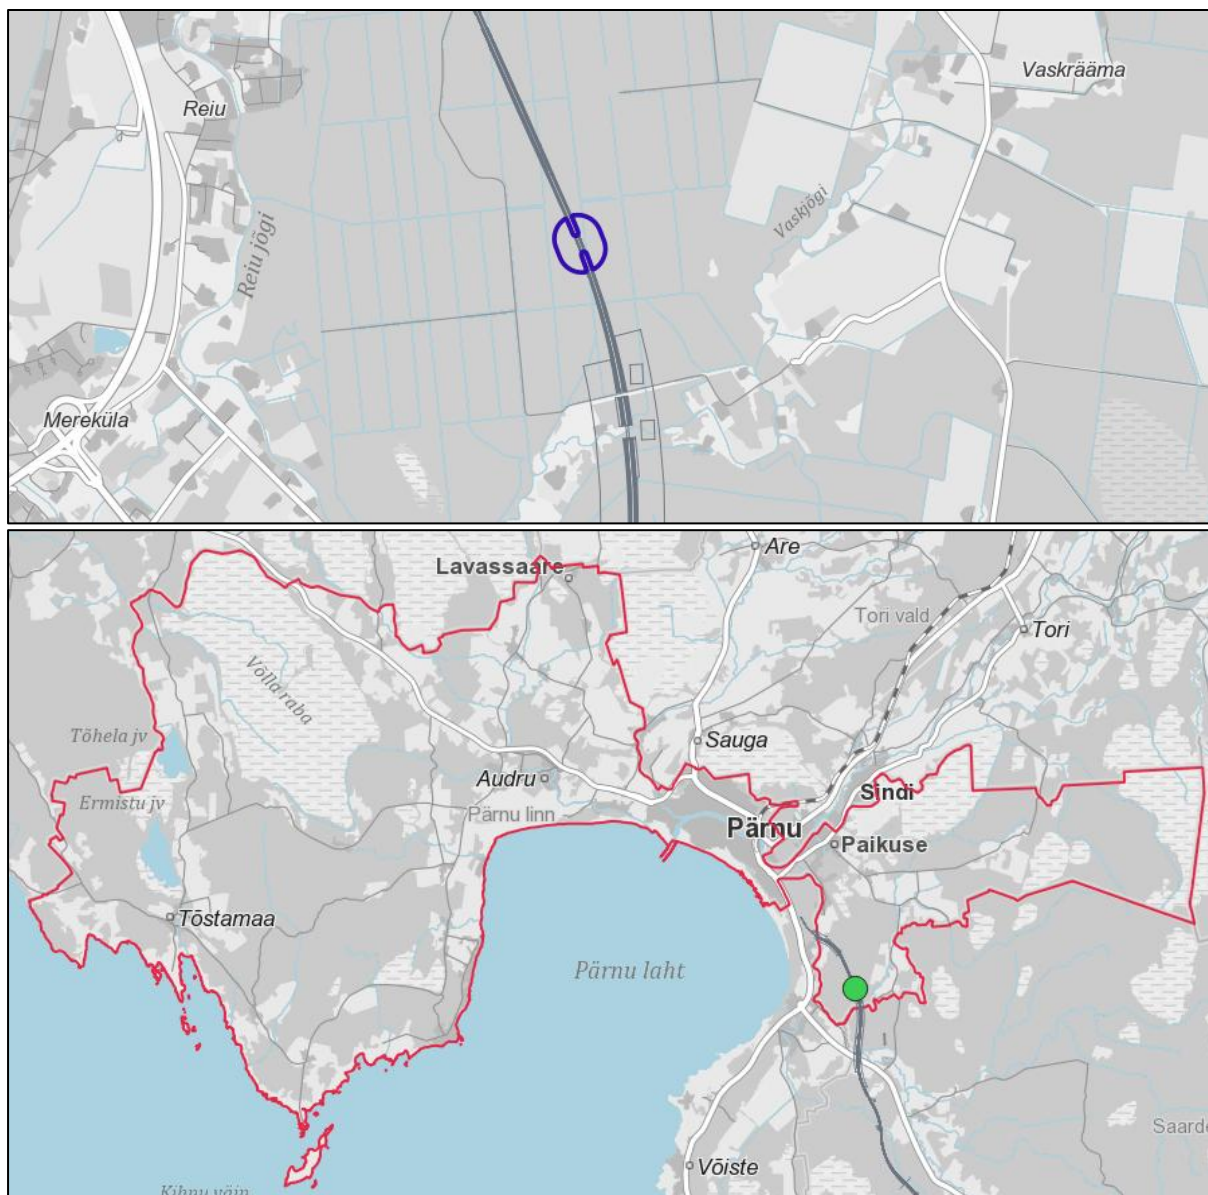 Vaskrääma
Reiu
Vaskjõgi
Reiu jõgi
Mereküla
Are
Lavassaare
Tori vald
Tori
Võlla raba
Tõhela jv
Sauga
Audru
Ermistu jv
Sindi
Pärnu linn
Pärnu
Paikuse
Tõstamaa
Pärnu laht
Saarde
Võiste
Kihnu väin